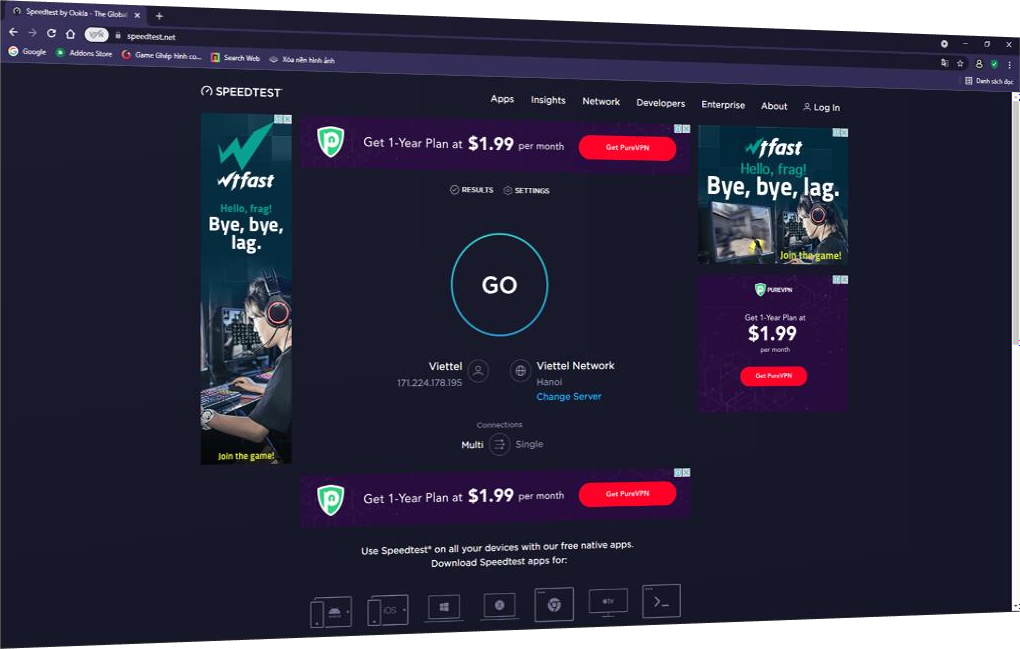 Speedtest by Ookla - The Global
VPN
speedtest.net
Google
Addons Store
Game Ghép hình co...
Search Web
Xóa nền hình ảnh
Danh sách đọc
SPEEDTEST
Apps
Insights
Network
Developers
Enterprise
About
Log In
wtfast
Hello, frag!
Bye, bye,
lag.
Join the game!
Get 1-Year Plan at $1.99 per month
Get PureVPN
wtfast
Hello, frag!
Bye, bye, lag.
Join the game!
RESULTS
SETTINGS
GO
PUREVPN
Get 1-Year Plan at
$1.99
per month
Get PureVPN
Viettel
171.224.178.195
Viettel Network
Hanoi
Change Server
Connections
Multi
Single
Get 1-Year Plan at $1.99 per month
Get PureVPN
Use Speedtest® on all your devices with our free native apps.
Download Speedtest apps for:
iOS
tv
>_